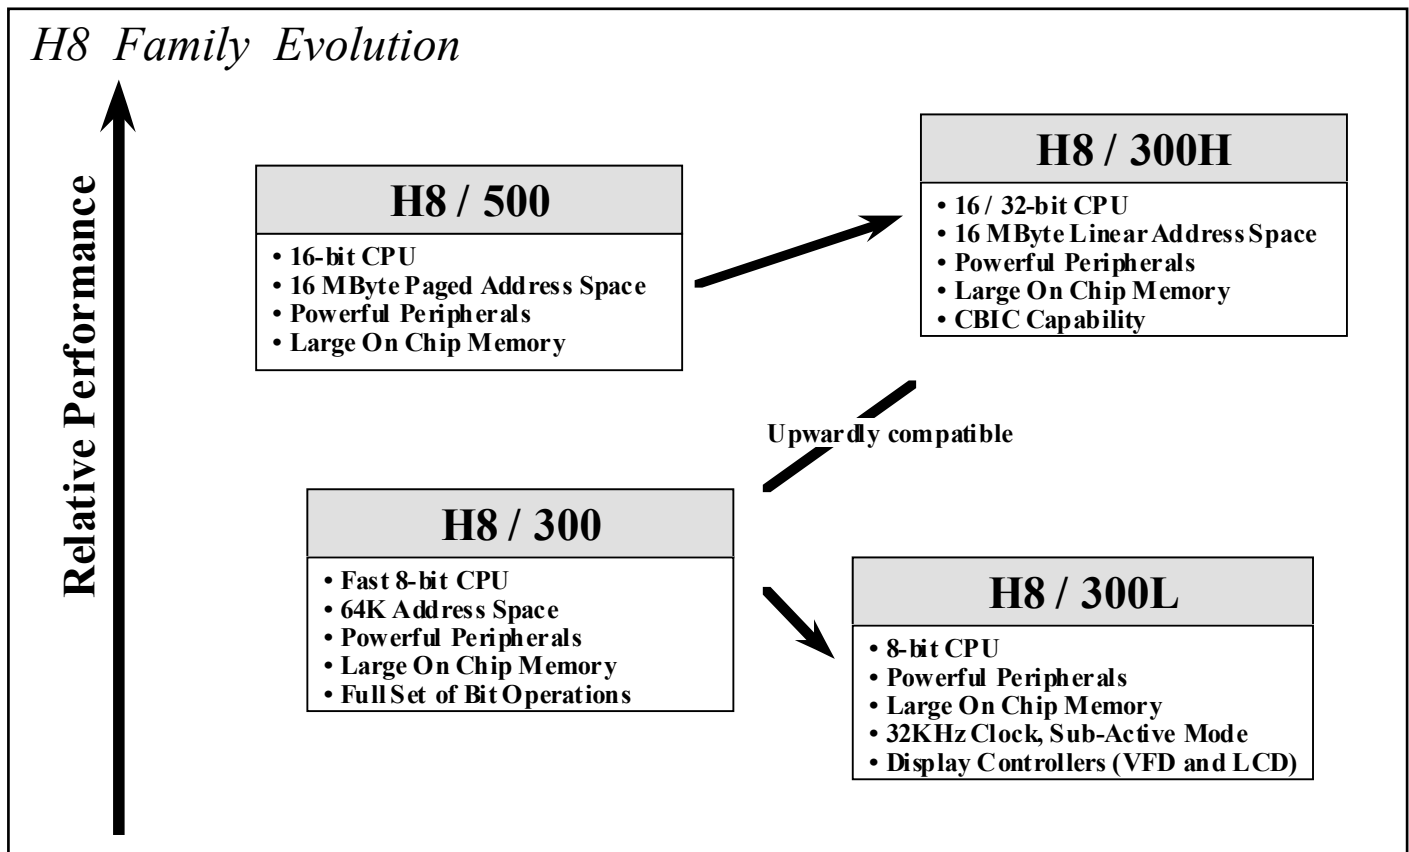 H8 Family Evolution
Relative Performance
H8 / 500
• 16-bit CPU
• 16 MByte Paged Address Space
• Powerful Peripherals
• Large On Chip Memory
H8 / 300H
• 16 / 32-bit CPU
• 16 MByte Linear Address Space
• Powerful Peripherals
• Large On Chip Memory
• CBIC Capability
Upwardly compatible
H8 / 300
• Fast 8-bit CPU
• 64K Address Space
• Powerful Peripherals
• Large On Chip Memory
• Full Set of Bit Operations
H8 / 300L
• 8-bit CPU
• Powerful Peripherals
• Large On Chip Memory
• 32KHz Clock, Sub-Active Mode
• Display Controllers (VFD and LCD)